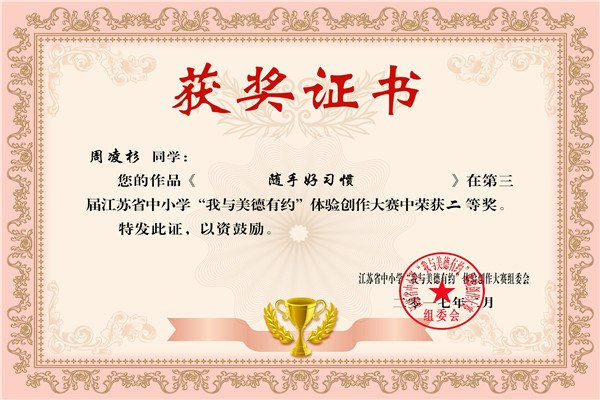 获奖证书
周凌杉 同学：
您的作品《 随手好习惯 》在第三
届江苏省中小学“我与美德有约”体验创作大赛中荣获二等奖。
特发此证，以资鼓励。
江苏省中小学“我与美德有约”体验创作大赛组委会
二零一七年 月
组委会